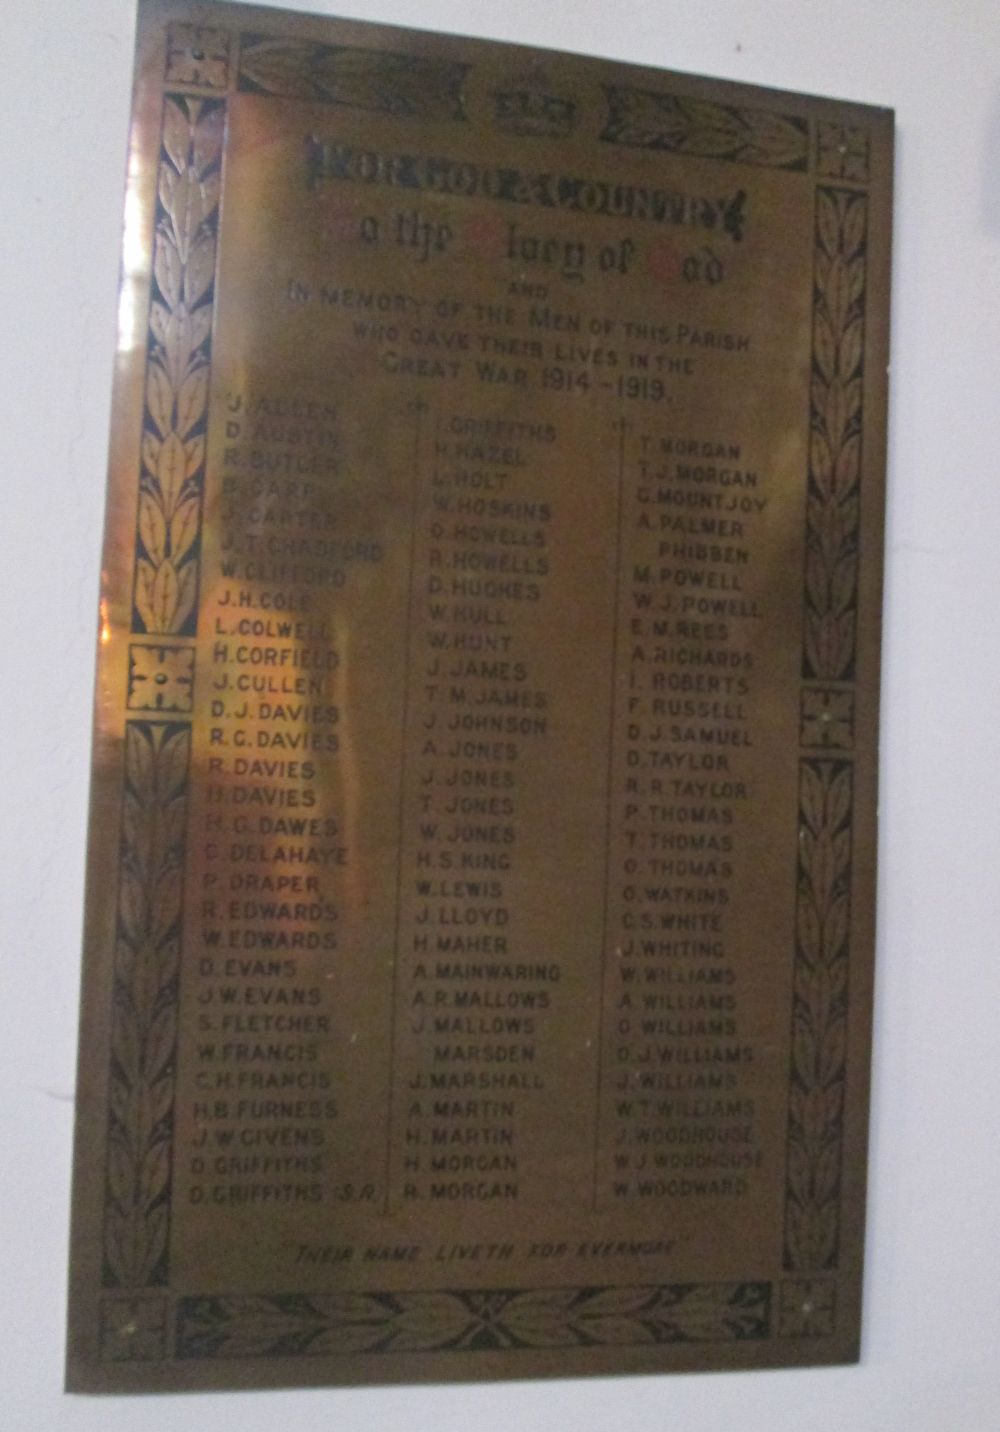 FOR GOD & COUNTRY
To the Glory of God
AND
IN MEMORY OF THE MEN OF THIS PARISH
WHO GAVE THEIR LIVES IN THE
GREAT WAR 1914-1919.
J. ALLEN
D. AUSTIN
R. BUTLER
B. CARR
J. CARTER
J. T. CHADFORD
W. CLIFFORD
J. H. COLE
L. COLWELL
H. CORFIELD
J. CULLEN
D. J. DAVIES
R. G. DAVIES
R. DAVIES
H. DAVIES
H. G. DAWES
C. DELAHAYE
P. DRAPER
R. EDWARDS
W. EDWARDS
D. EVANS
J. W. EVANS
S. FLETCHER
W. FRANCIS
C. H. FRANCIS
H. B. FURNESS
J. W. GIVENS
D. GRIFFITHS
D. GRIFFITHS (S.R.)
I. GRIFFITHS
H. HAZEL
L. HOLT
W. HOSKINS
D. HOWELLS
R. HOWELLS
D. HUGHES
W. HULL
W. HUNT
J. JAMES
T. M. JAMES
J. JOHNSON
A. JONES
J. JONES
T. JONES
W. JONES
H. S. KING
W. LEWIS
J. LLOYD
H. MAHER
A. MAINWARING
A. R. MALLOWS
J. MALLOWS
MARSDEN
J. MARSHALL
A. MARTIN
H. MARTIN
H. MORGAN
R. MORGAN
T. MORGAN
T. J. MORGAN
G. MOUNTJOY
A. PALMER
PHIBBEN
M. POWELL
W. J. POWELL
E. M. REES
A. RICHARDS
I. ROBERTS
F. RUSSELL
D. J. SAMUEL
D. TAYLOR
R. R. TAYLOR
P. THOMAS
T. THOMAS
O. THOMAS
O. WATKINS
C. S. WHITE
J. WHITING
W. WILLIAMS
A. WILLIAMS
O. WILLIAMS
D. J. WILLIAMS
J. WILLIAMS
W. T. WILLIAMS
J. WOODHOUSE
W. J. WOODHOUSE
W. WOODWARD
"THEIR NAME LIVETH FOR EVERMORE"